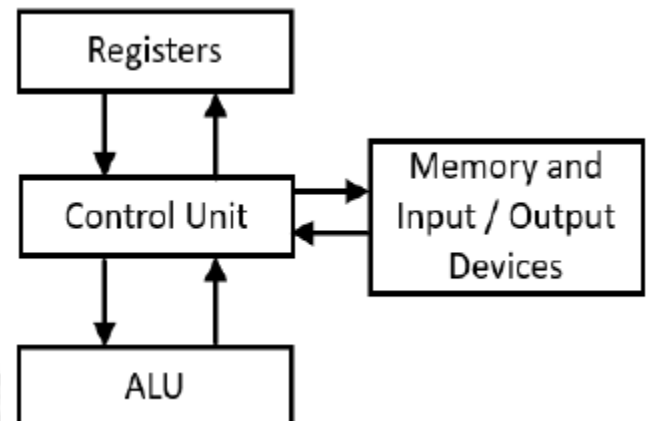 Registers
Control Unit
Memory and
Input / Output
Devices
ALU